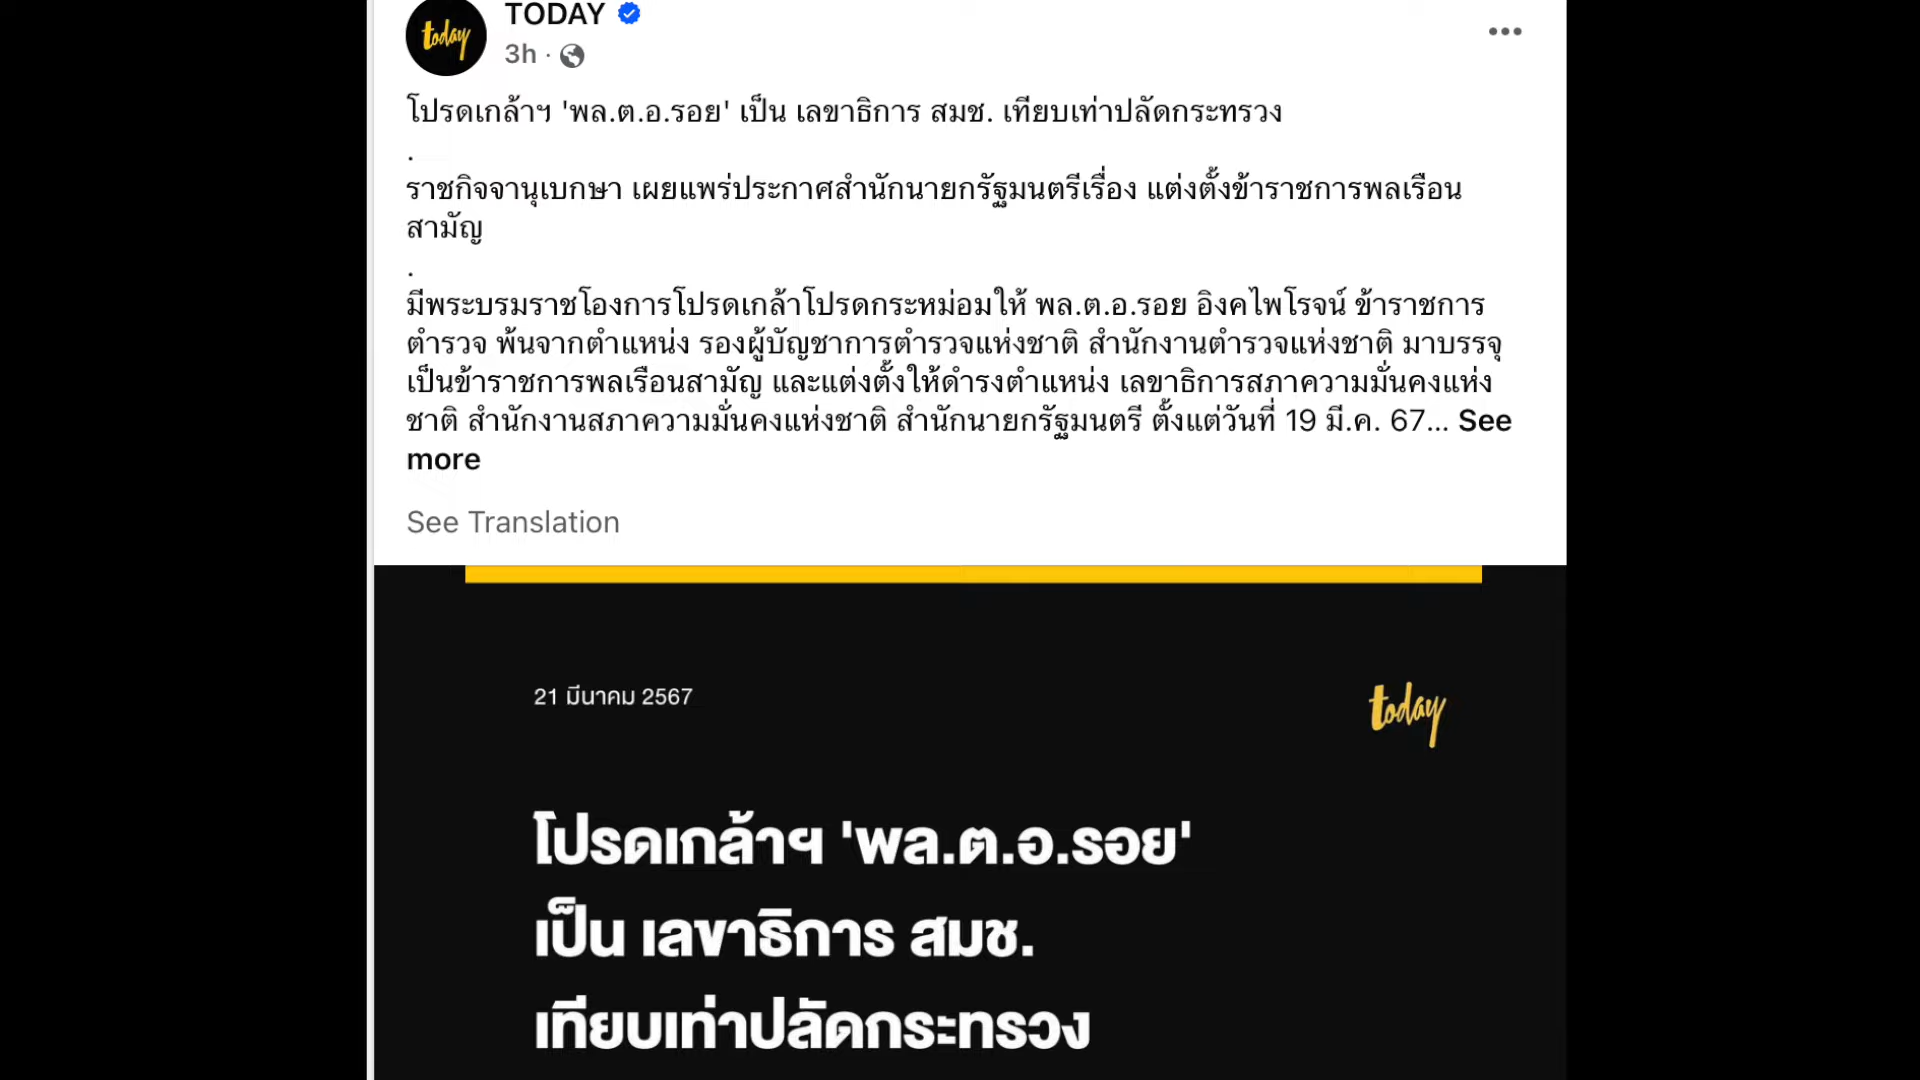 today
TODAY
3h ·
โปรดเกล้าฯ 'พล.ต.อ.รอย' เป็น เลขาธิการ สมช. เทียบเท่าปลัดกระทรวง
.
ราชกิจจานุเบกษา เผยแพร่ประกาศสำนักนายกรัฐมนตรีเรื่อง แต่งตั้งข้าราชการพลเรือน
สามัญ
.
มีพระบรมราชโองการโปรดเกล้าโปรดกระหม่อมให้ พล.ต.อ.รอย อิงคไพโรจน์ ข้าราชการ
ตำรวจ พ้นจากตำแหน่ง รองผู้บัญชาการตำรวจแห่งชาติ สำนักงานตำรวจแห่งชาติ มาบรรจุ
เป็นข้าราชการพลเรือนสามัญ และแต่งตั้งให้ดำรงตำแหน่ง เลขาธิการสภาความมั่นคงแห่ง
ชาติ สำนักงานสภาความมั่นคงแห่งชาติ สำนักนายกรัฐมนตรี ตั้งแต่วันที่ 19 มี.ค. 67... See
more
See Translation
21 มีนาคม 2567
today
โปรดเกล้าฯ 'พล.ต.อ.รอย'
เป็น เลขาธิการ สมช.
เทียบเท่าปลัดกระทรวง